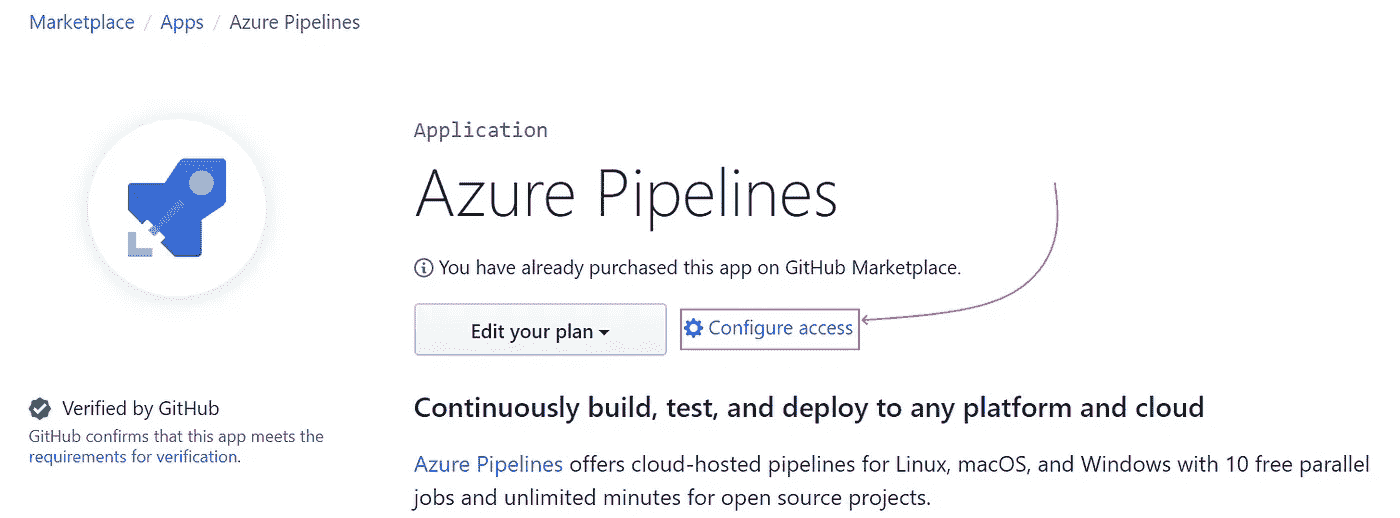 Marketplace / Apps / Azure Pipelines
Application
Azure Pipelines
You have already purchased this app on GitHub Marketplace.
Edit your plan
Configure access
Verified by GitHub
GitHub confirms that this app meets the
requirements for verification.
Continuously build, test, and deploy to any platform and cloud
Azure Pipelines offers cloud-hosted pipelines for Linux, macOS, and Windows with 10 free parallel
jobs and unlimited minutes for open source projects.